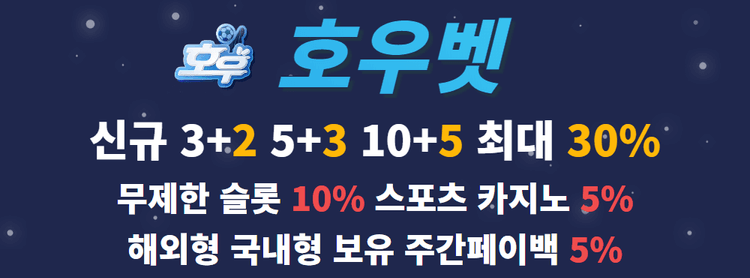 호우 호우벳
신규 3+2 5+3 10+5 최대 30%
무제한 슬롯 10% 스포츠 카지노 5%
해외형 국내형 보유 주간페이백 5%